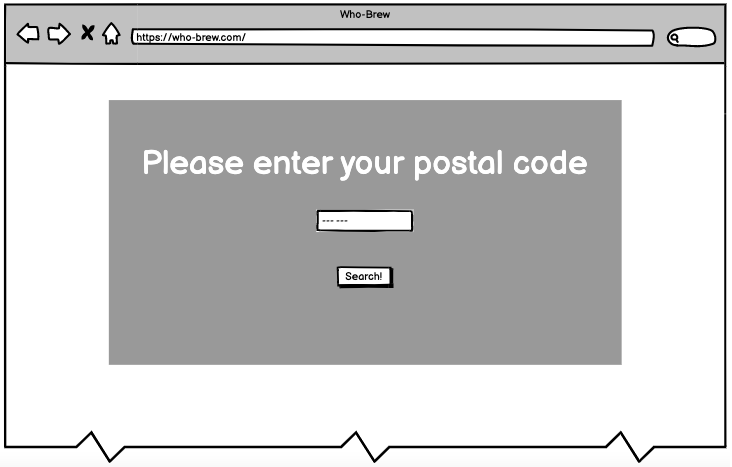 Who-Brew
https://who-brew.com/
Please enter your postal code
--- ---
Search!